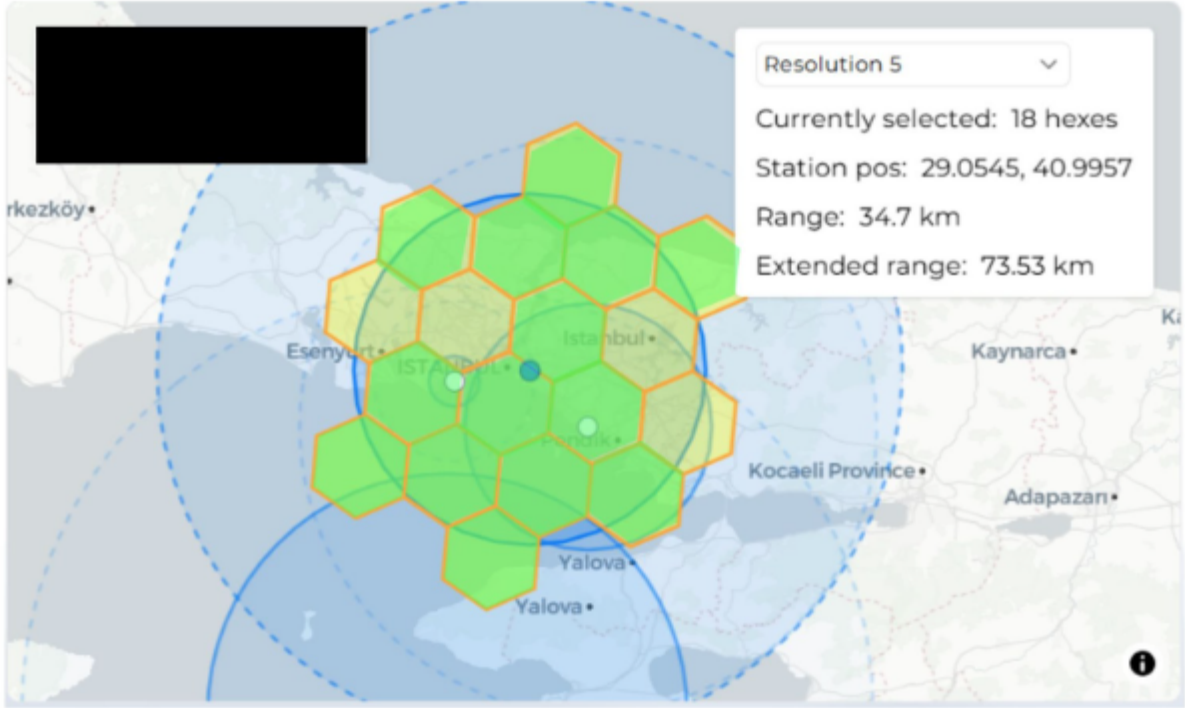 Resolution 5
Currently selected: 18 hexes
Station pos: 29.0545, 40.9957
Range: 34.7 km
Extended range: 73.53 km
rkezköy
Istanbul
Esenyurt
ISTANBUL
Kaynarca
Pendik
Kocaeli Province
Adapazarı
Yalova
Yalova